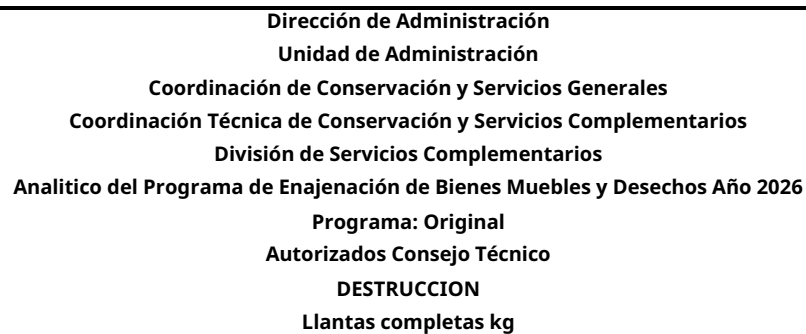 Dirección de Administración
Unidad de Administración
Coordinación de Conservación y Servicios Generales
Coordinación Técnica de Conservación y Servicios Complementarios
División de Servicios Complementarios
Analitico del Programa de Enajenación de Bienes Muebles y Desechos Año 2026
Programa: Original
Autorizados Consejo Técnico
DESTRUCCION
Llantas completas kg